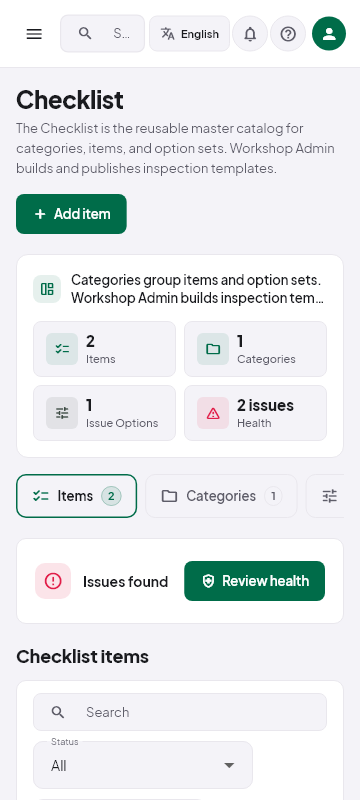 S...
English
Checklist
The Checklist is the reusable master catalog for
categories, items, and option sets. Workshop Admin
builds and publishes inspection templates.
Add item
Categories group items and option sets.
Workshop Admin builds inspection tem...
2
Items
1
Categories
1
Issue Options
2 issues
Health
Items 2
Categories 1
Issues found
Review health
Checklist items
Search
Status
All